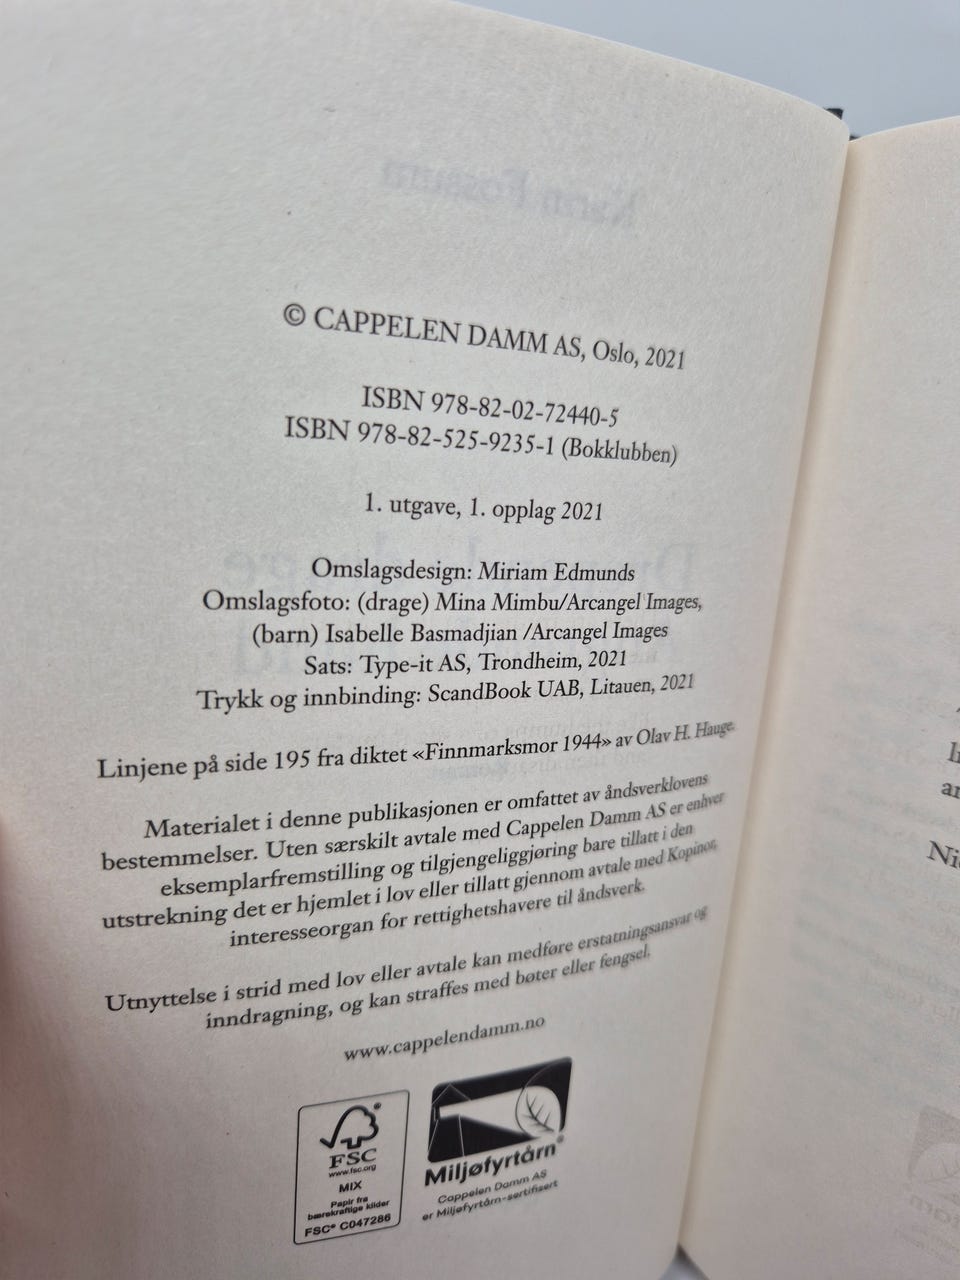 © CAPPELEN DAMM AS, Oslo, 2021
ISBN 978-82-02-72440-5
ISBN 978-82-525-9235-1 (Bokklubben)
1. utgave, 1. opplag 2021
Omslagsdesign: Miriam Edmunds
Omslagsfoto: (drage) Mina Mimbu/Arcangel Images,
(barn) Isabelle Basmadjian /Arcangel Images
Sats: Type-it AS, Trondheim, 2021
Trykk og innbinding: ScandBook UAB, Litauen, 2021
Linjene på side 195 fra diktet «Finnmarksmor 1944» av Olav H. Hauge.
Materialet i denne publikasjonen er omfattet av åndsverklovens
bestemmelser. Uten særskilt avtale med Cappelen Damm AS er enhver
eksemplarfremstilling og tilgjengeliggjøring bare tillatt i den
utstrekning det er hjemlet i lov eller tillatt gjennom avtale med Kopinor,
interesseorgan for rettighetshavere til åndsverk.
Utnyttelse i strid med lov eller avtale kan medføre erstatningsansvar og
inndragning, og kan straffes med bøter eller fengsel.
www.cappelendamm.no
FSC
www.fsc.org
MIX
Papir fra
bærekraftige kilder
FSC® C047286
Miljøfyrtårn®
Cappelen Damm AS
er Miljøfyrtårn-sertifisert